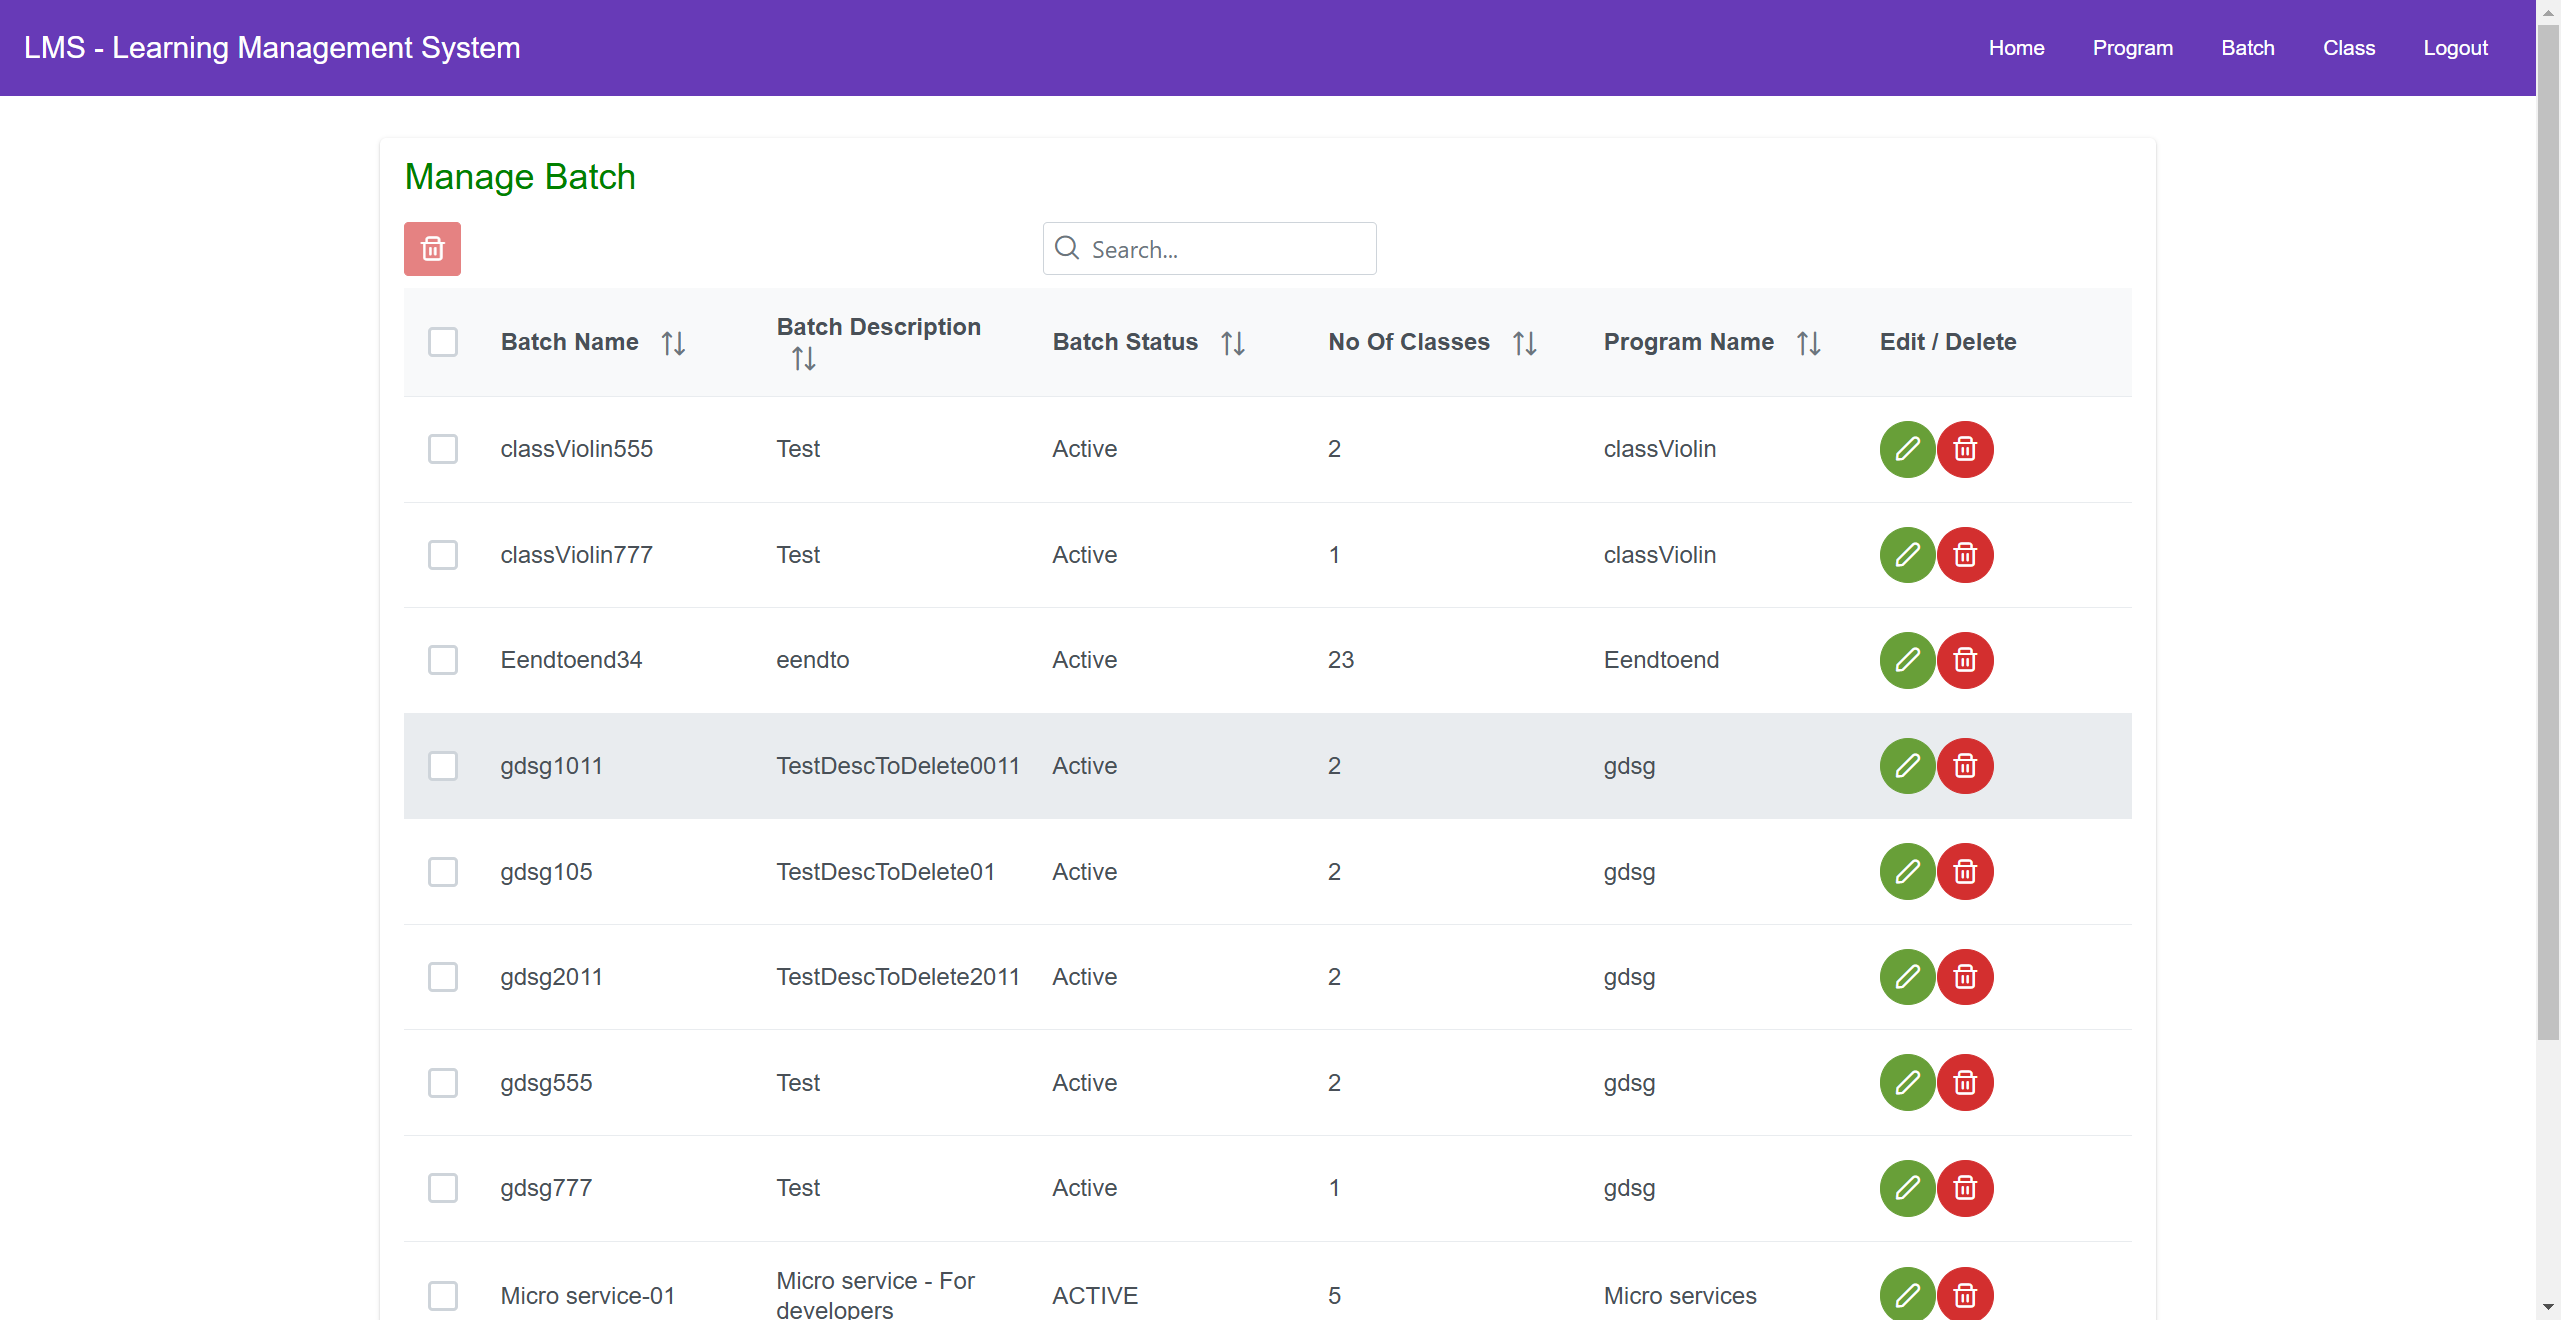 LMS - Learning Management System
Home Program Batch Class Logout
Manage Batch
Search...
Batch Name Batch Description Batch Status No Of Classes Program Name Edit / Delete
classViolin555 Test Active 2 classViolin
classViolin777 Test Active 1 classViolin
Eendtoend34 eendto Active 23 Eendtoend
gdsg1011 TestDescToDelete0011 Active 2 gdsg
gdsg105 TestDescToDelete01 Active 2 gdsg
gdsg2011 TestDescToDelete2011 Active 2 gdsg
gdsg555 Test Active 2 gdsg
gdsg777 Test Active 1 gdsg
Micro service-01 Micro service - For developers ACTIVE 5 Micro services